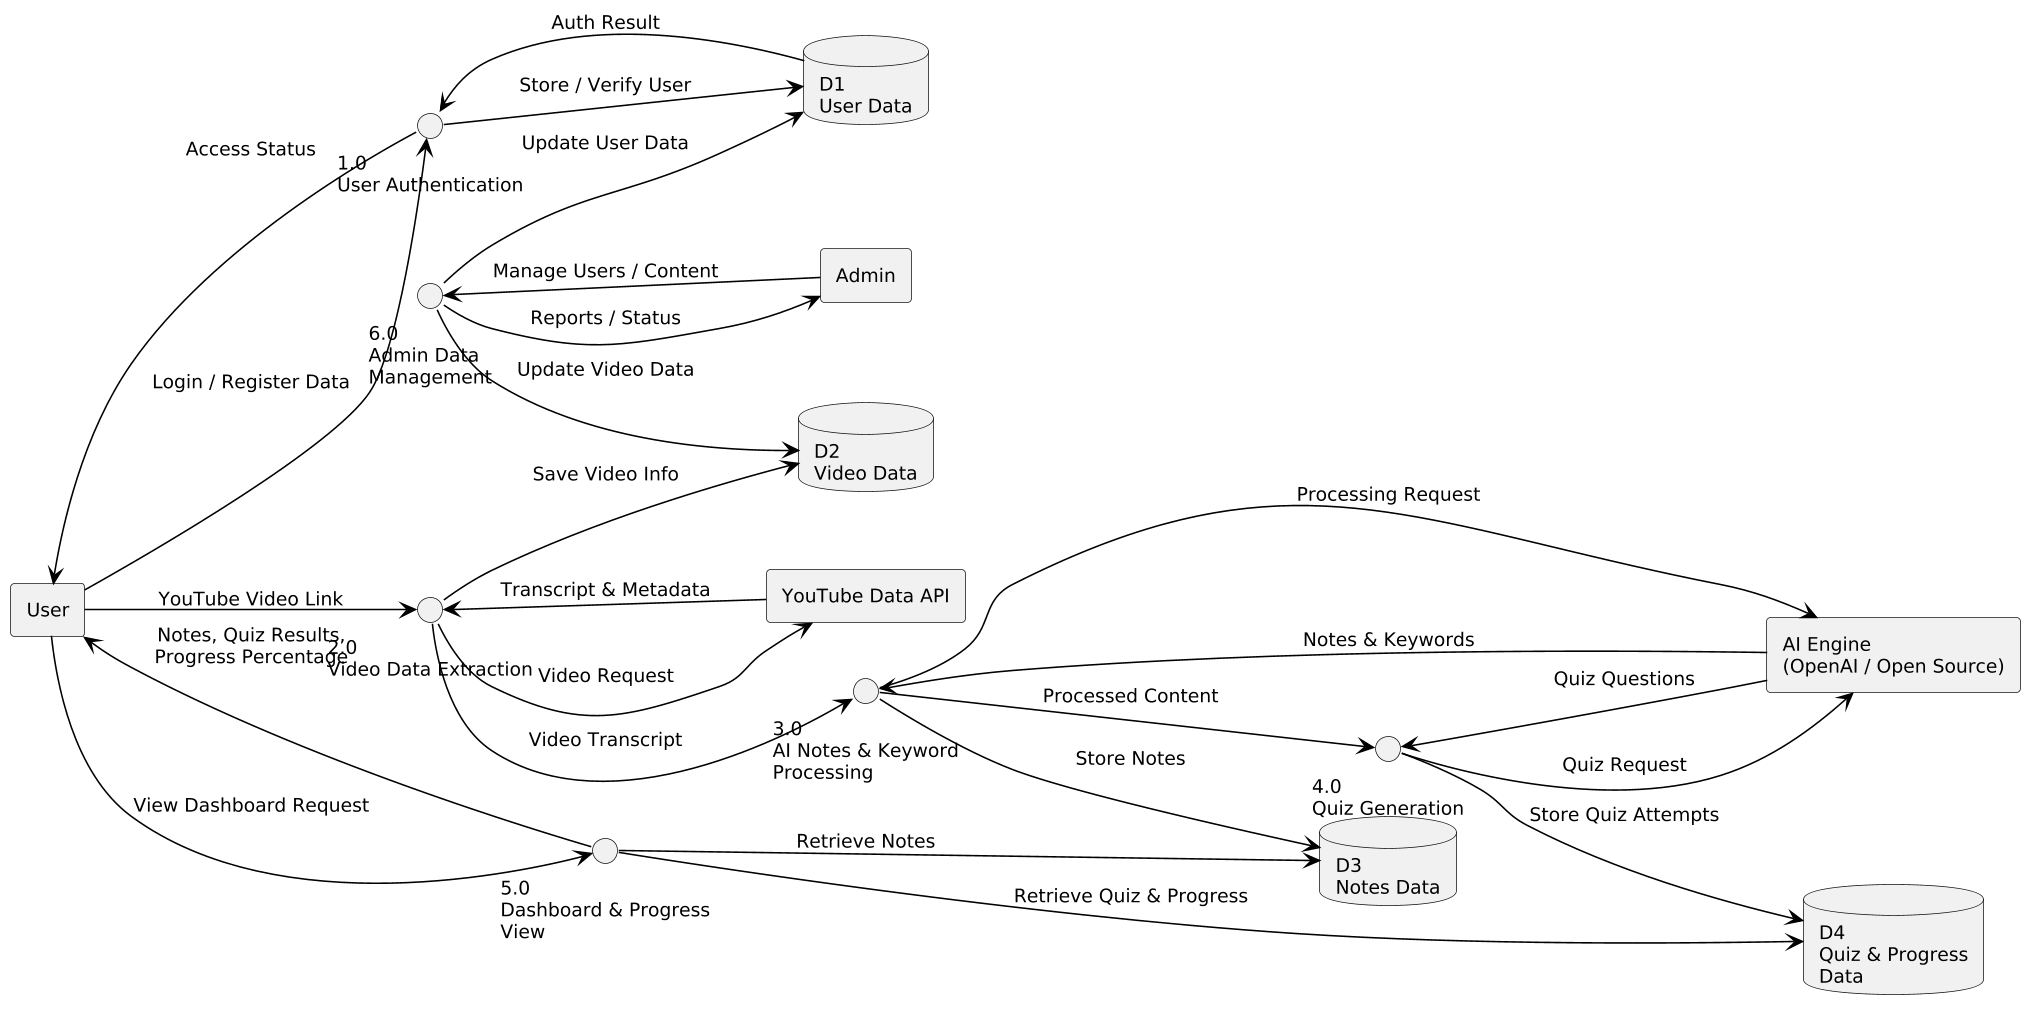 Auth Result
D1
User Data
Store / Verify User
Update User Data
Access Status
1.0
User Authentication
Manage Users / Content
Admin
Reports / Status
6.0
Admin Data
Management
Update Video Data
Login / Register Data
D2
Video Data
Save Video Info
Processing Request
User
YouTube Video Link
Transcript & Metadata
YouTube Data API
Notes, Quiz Results,
Progress Percentage
2.0
Video Data Extraction
Video Request
Notes & Keywords
AI Engine
(OpenAI / Open Source)
Quiz Questions
Processed Content
Video Transcript
3.0
AI Notes & Keyword
Processing
Store Notes
Quiz Request
4.0
Quiz Generation
Store Quiz Attempts
View Dashboard Request
Retrieve Notes
D3
Notes Data
5.0
Dashboard & Progress
View
Retrieve Quiz & Progress
D4
Quiz & Progress
Data